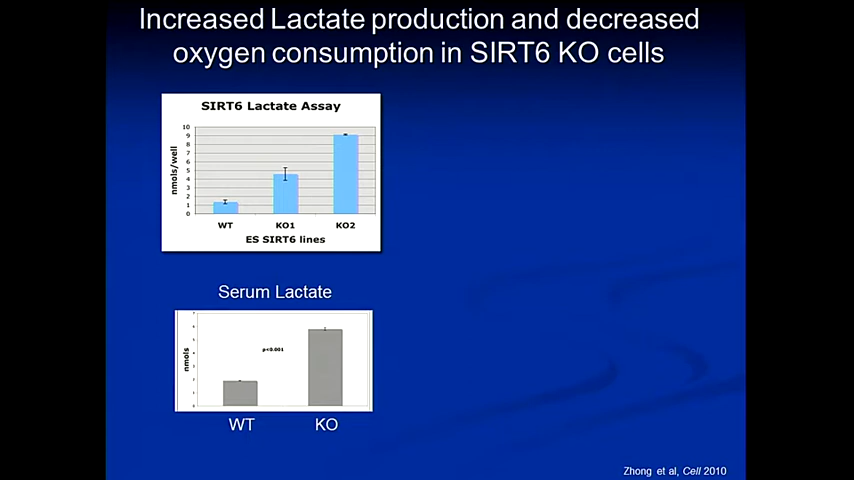 Increased Lactate production and decreased
oxygen consumption in SIRT6 KO cells
SIRT6 Lactate Assay
10
9
8
7
6
5
4
3
2
1
0
nmols/well
WT KO1 KO2
ES SIRT6 lines
Serum Lactate
nmols
p<0.001
WT KO
Zhong et al, Cell 2010